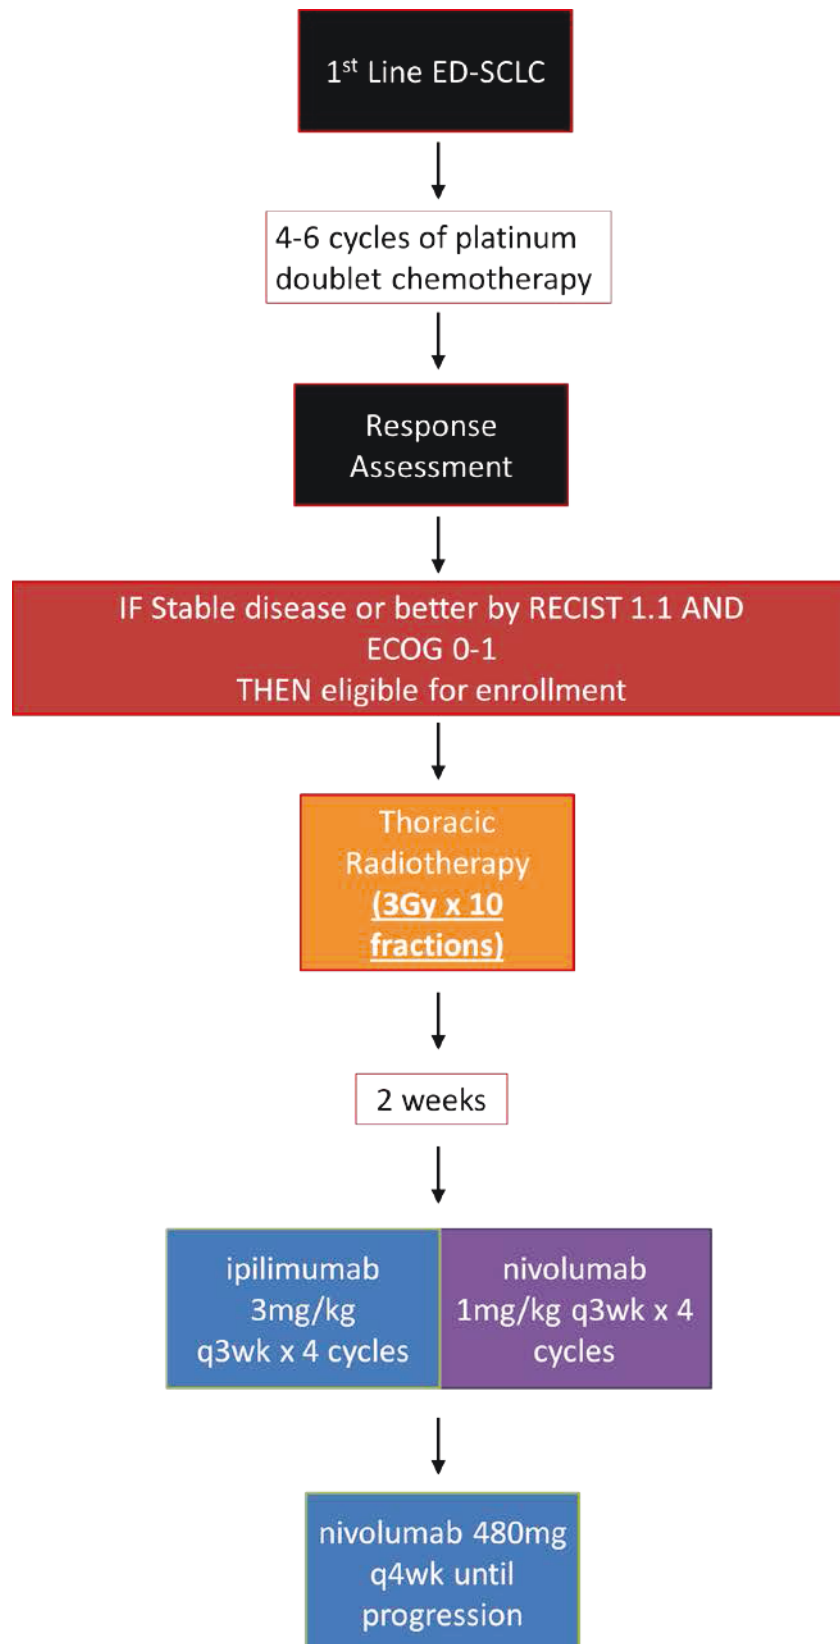 1st Line ED-SCLC
4-6 cycles of platinum
doublet chemotherapy
Response
Assessment
IF Stable disease or better by RECIST 1.1 AND
ECOG 0-1
THEN eligible for enrollment
Thoracic
Radiotherapy
(3Gy x 10
fractions)
2 weeks
ipilimumab
3mg/kg
q3wk x 4 cycles
nivolumab
1mg/kg q3wk x 4
cycles
nivolumab 480mg
q4wk until
progression